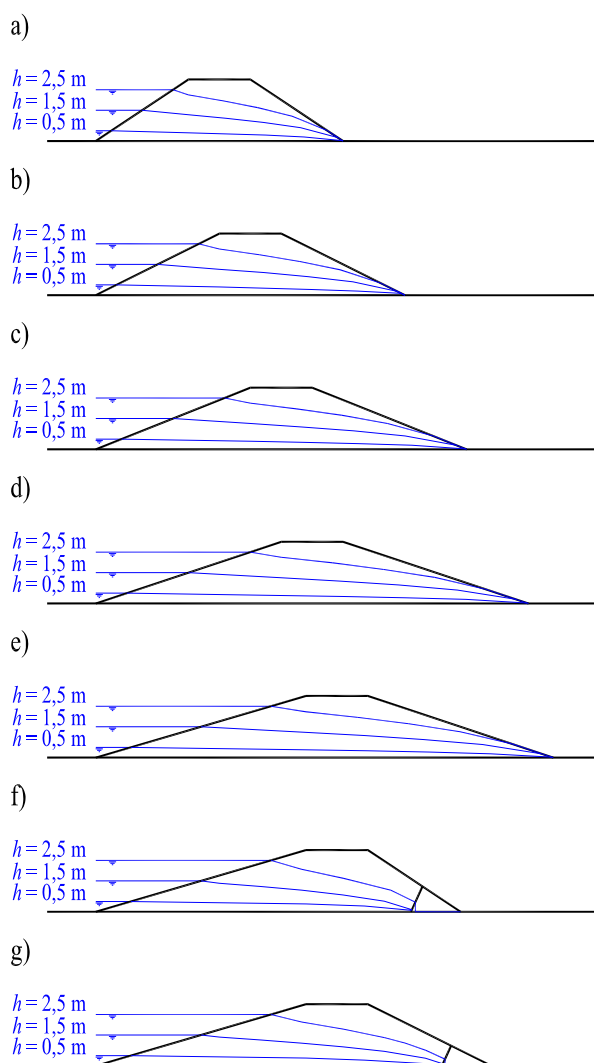 a)
h = 2,5 m
h = 1,5 m
h = 0,5 m
b)
h = 2,5 m
h = 1,5 m
h = 0,5 m
c)
h = 2,5 m
h = 1,5 m
h = 0,5 m
d)
h = 2,5 m
h = 1,5 m
h = 0,5 m
e)
h = 2,5 m
h = 1,5 m
h = 0,5 m
f)
h = 2,5 m
h = 1,5 m
h = 0,5 m
g)
h = 2,5 m
h = 1,5 m
h = 0,5 m